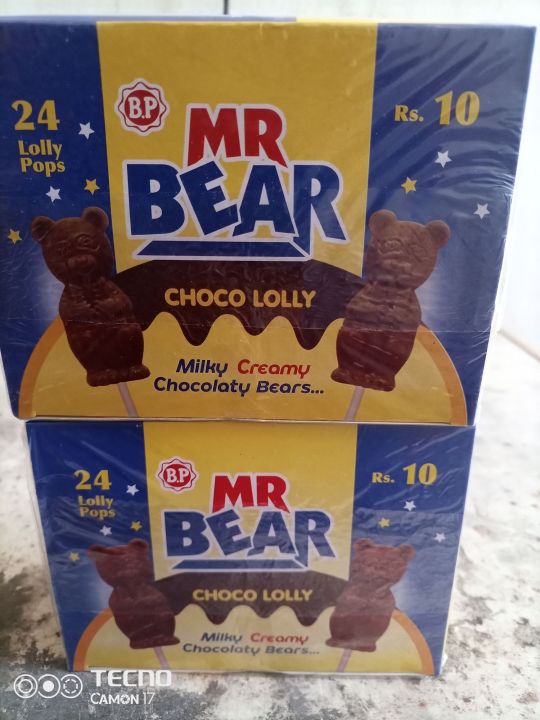 B.P
24
Lolly
Pops
Rs. 10
MR
BEAR
CHOCO LOLLY
Milky Creamy
Chocolaty Bears...
24
Lolly
Pops
B.P
Rs. 10
MR
BEAR
CHOCO LOLLY
Milky Creamy
Chocolaty Bears...
TECNO
CAMON 17